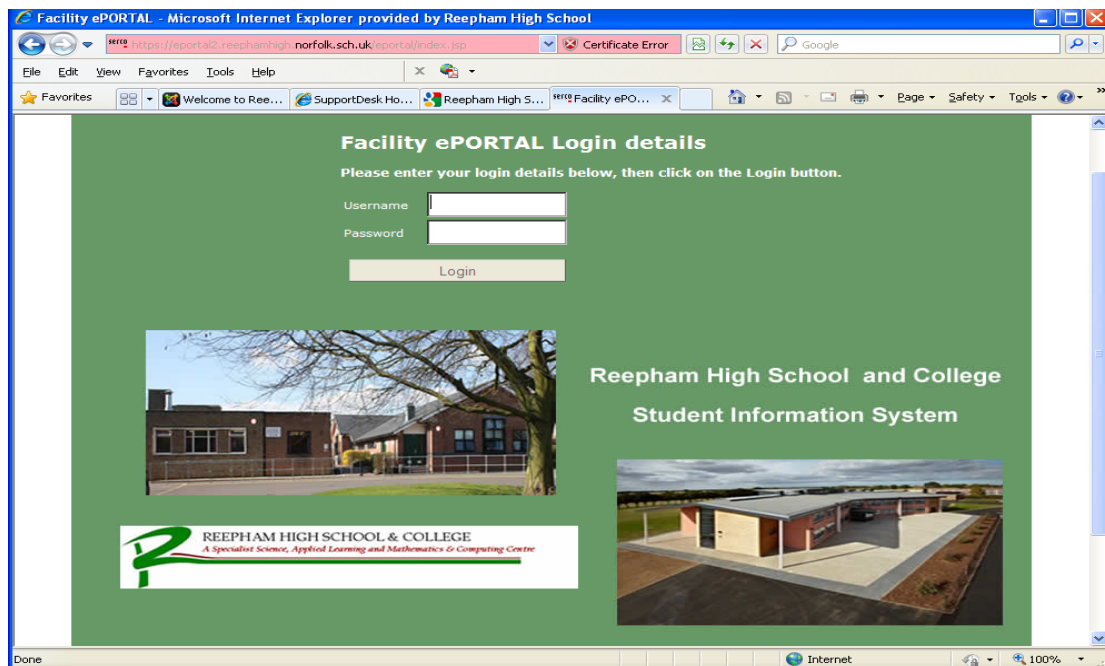 Facility ePORTAL - Microsoft Internet Explorer provided by Reepham High School
serco https://eportal2.reephamhigh.norfolk.sch.uk/eportal/index.jsp Certificate Error Google
File Edit View Favorites Tools Help
Favorites Welcome to Ree... SupportDesk Ho... Reepham High S... serco Facility ePO... Page Safety Tools
Facility ePORTAL Login details
Please enter your login details below, then click on the Login button.
Username
Password
Login
Reepham High School and College
Student Information System
REEPHAM HIGH SCHOOL & COLLEGE
A Specialist Science, Applied Learning and Mathematics & Computing Centre
Done Internet 100%